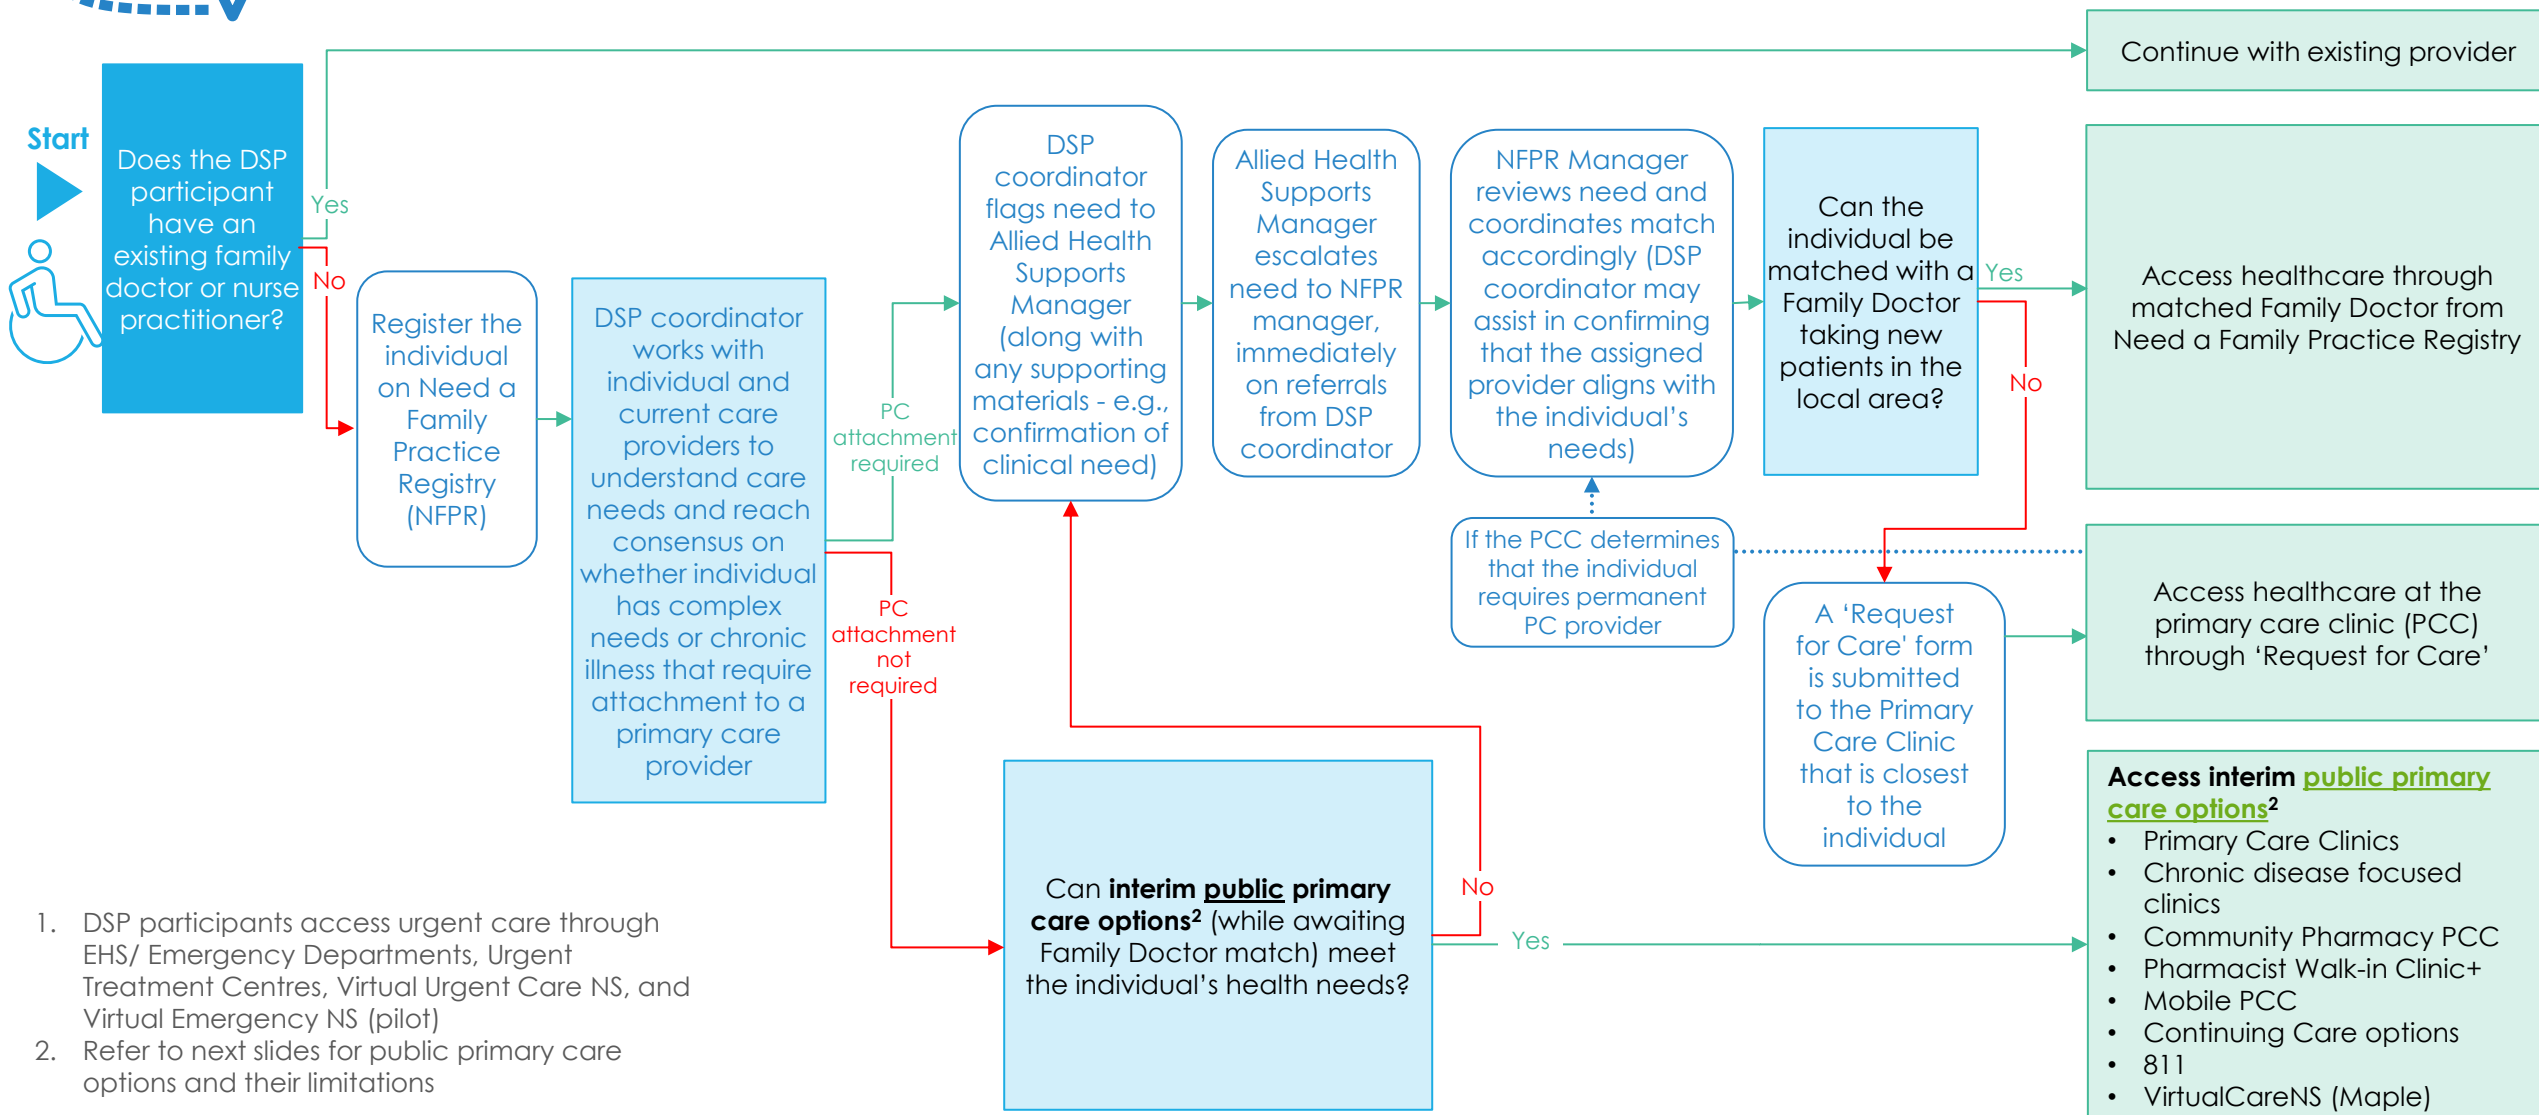 Start
Does the DSP
participant
have an
existing family
doctor or nurse
practitioner?
Yes
No
Continue with existing provider
Register the
individual
on Need a
Family
Practice
Registry
(NFPR)
DSP coordinator
works with
individual and
current care
providers to
understand care
needs and reach
consensus on
whether individual
has complex
needs or chronic
illness that require
attachment to a
primary care
provider
PC
attachment
required
PC
attachment
not
required
DSP
coordinator
flags need to
Allied Health
Supports
Manager
(along with
any supporting
materials - e.g.,
confirmation of
clinical need)
Allied Health
Supports
Manager
escalates
need to NFPR
manager,
immediately
on referrals
from DSP
coordinator
NFPR Manager
reviews need and
coordinates match
accordingly (DSP
coordinator may
assist in confirming
that the assigned
provider aligns with
the individual’s
needs)
If the PCC determines
that the individual
requires permanent
PC provider
Can the
individual be
matched with a
Family Doctor
taking new
patients in the
local area?
Yes
No
Access healthcare through
matched Family Doctor from
Need a Family Practice Registry
A ‘Request
for Care' form
is submitted
to the Primary
Care Clinic
that is closest
to the
individual
Access healthcare at the
primary care clinic (PCC)
through ‘Request for Care’
Can interim public primary
care options² (while awaiting
Family Doctor match) meet
the individual’s health needs?
No
Yes
Access interim public primary
care options²
• Primary Care Clinics
• Chronic disease focused
clinics
• Community Pharmacy PCC
• Pharmacist Walk-in Clinic+
• Mobile PCC
• Continuing Care options
• 811
• VirtualCareNS (Maple)
1. DSP participants access urgent care through
EHS/ Emergency Departments, Urgent
Treatment Centres, Virtual Urgent Care NS, and
Virtual Emergency NS (pilot)
2. Refer to next slides for public primary care
options and their limitations